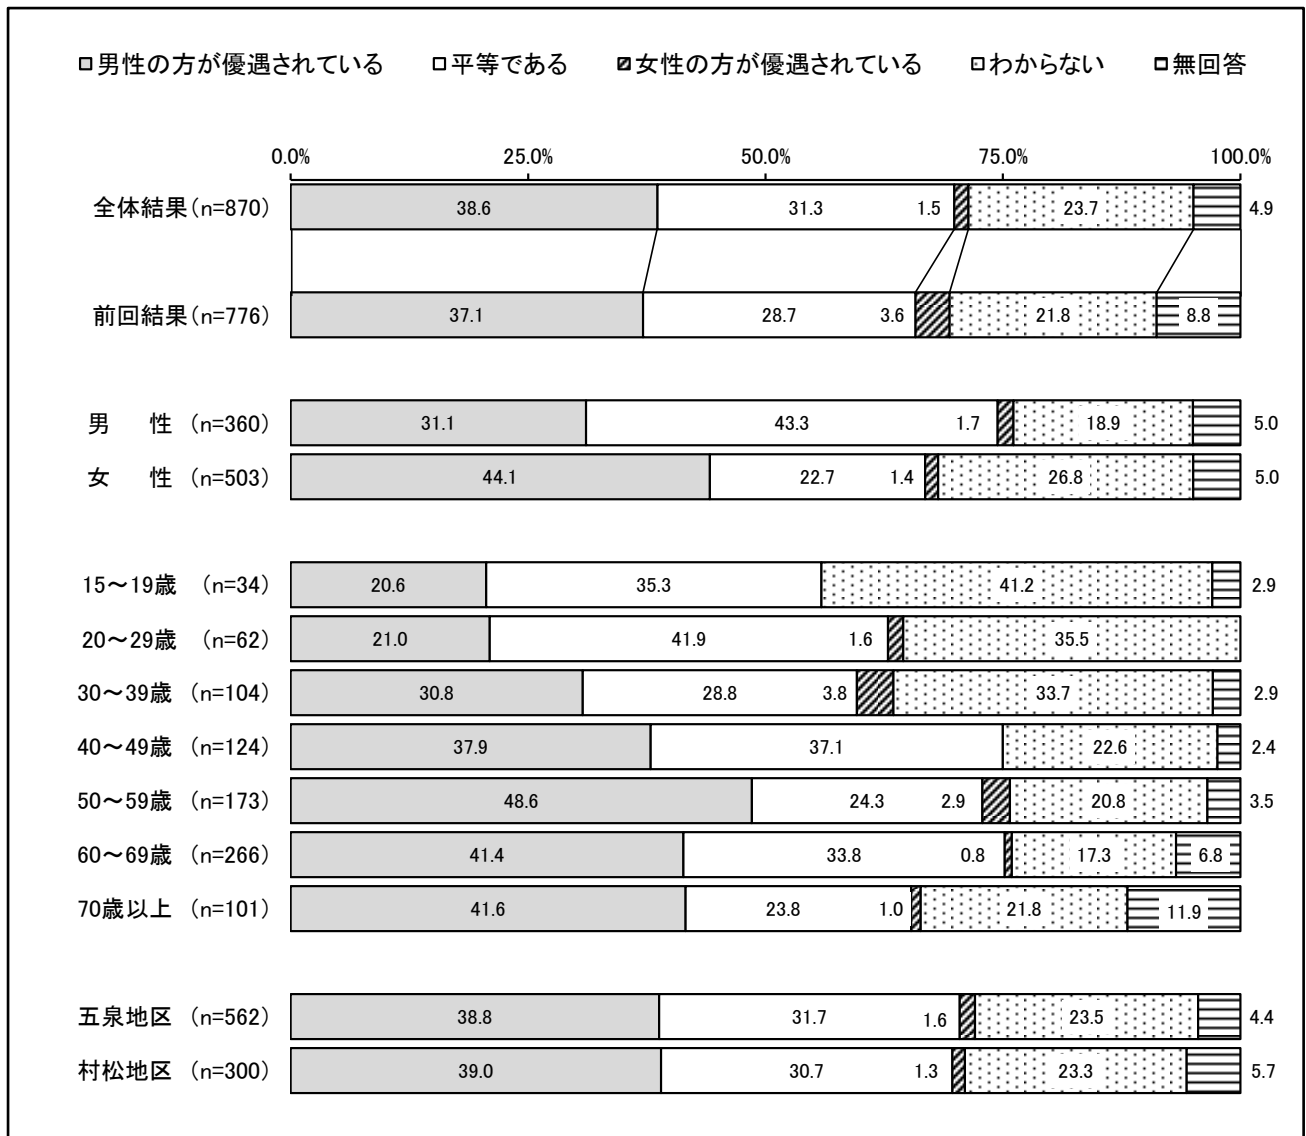 男性の方が優遇されている 平等である 女性の方が優遇されている わからない 無回答
0.0% 25.0% 50.0% 75.0% 100.0%
全体結果(n=870) 38.6 31.3 1.5 23.7 4.9
前回結果(n=776) 37.1 28.7 3.6 21.8 8.8
男 性 (n=360) 31.1 43.3 1.7 18.9 5.0
女 性 (n=503) 44.1 22.7 1.4 26.8 5.0
15～19歳 (n=34) 20.6 35.3 41.2 2.9
20～29歳 (n=62) 21.0 41.9 1.6 35.5
30～39歳 (n=104) 30.8 28.8 3.8 33.7 2.9
40～49歳 (n=124) 37.9 37.1 22.6 2.4
50～59歳 (n=173) 48.6 24.3 2.9 20.8 3.5
60～69歳 (n=266) 41.4 33.8 0.8 17.3 6.8
70歳以上 (n=101) 41.6 23.8 1.0 21.8 11.9
五泉地区 (n=562) 38.8 31.7 1.6 23.5 4.4
村松地区 (n=300) 39.0 30.7 1.3 23.3 5.7